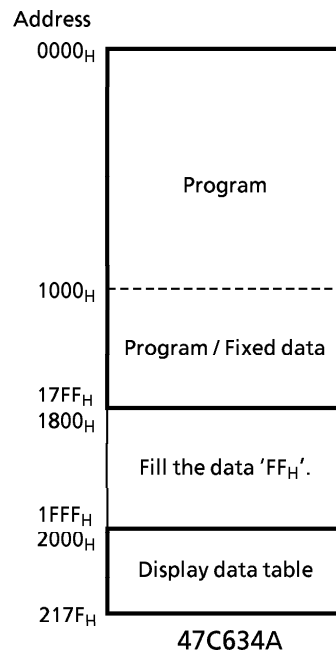 Address
0000H
Program
1000H
Program / Fixed data
17FFH
1800H
Fill the data 'FFH'.
1FFFH
2000H
Display data table
217FH
47C634A